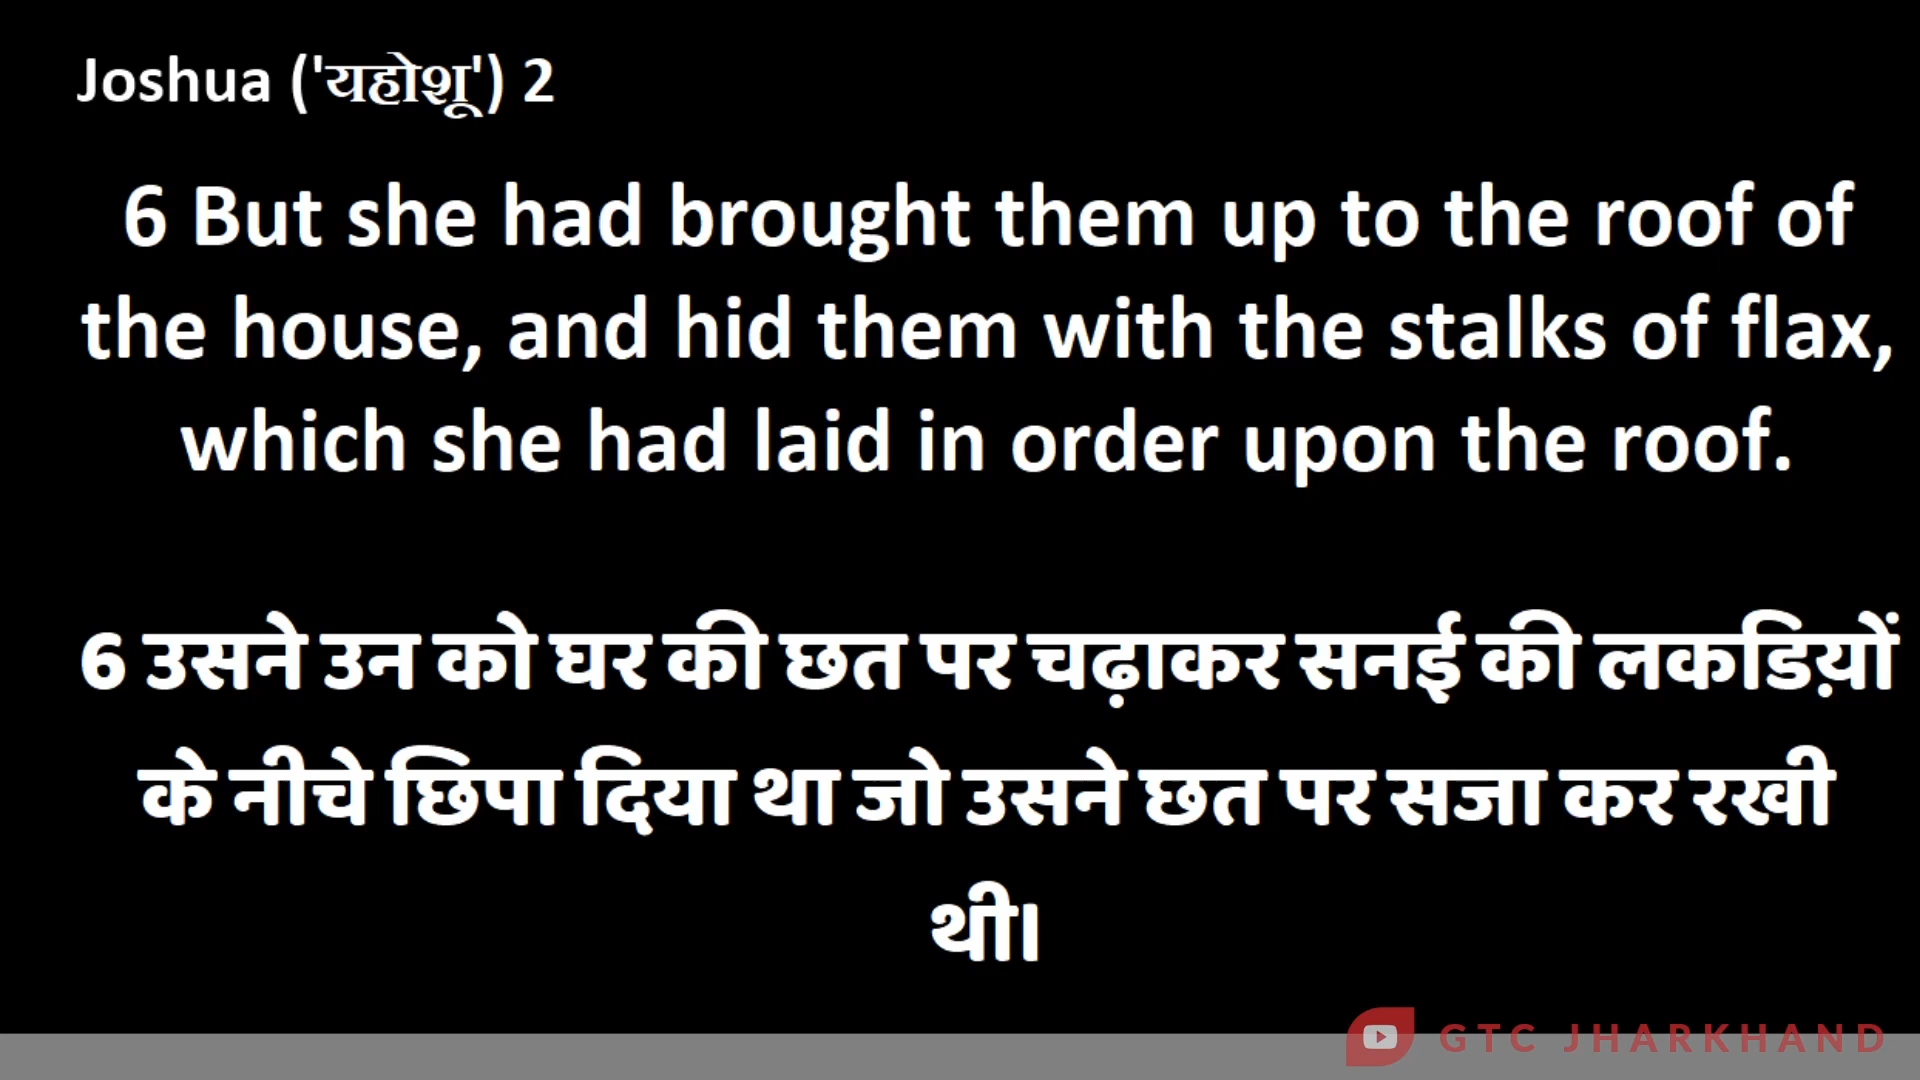 Joshua ('यहोशू') 2
6 But she had brought them up to the roof of
the house, and hid them with the stalks of flax,
which she had laid in order upon the roof.
6 उसने उन को घर की छत पर चढ़ाकर सनई की लकडिय़ों
के नीचे छिपा दिया था जो उसने छत पर सजा कर रखी
थी।
GTC JHARKHAND